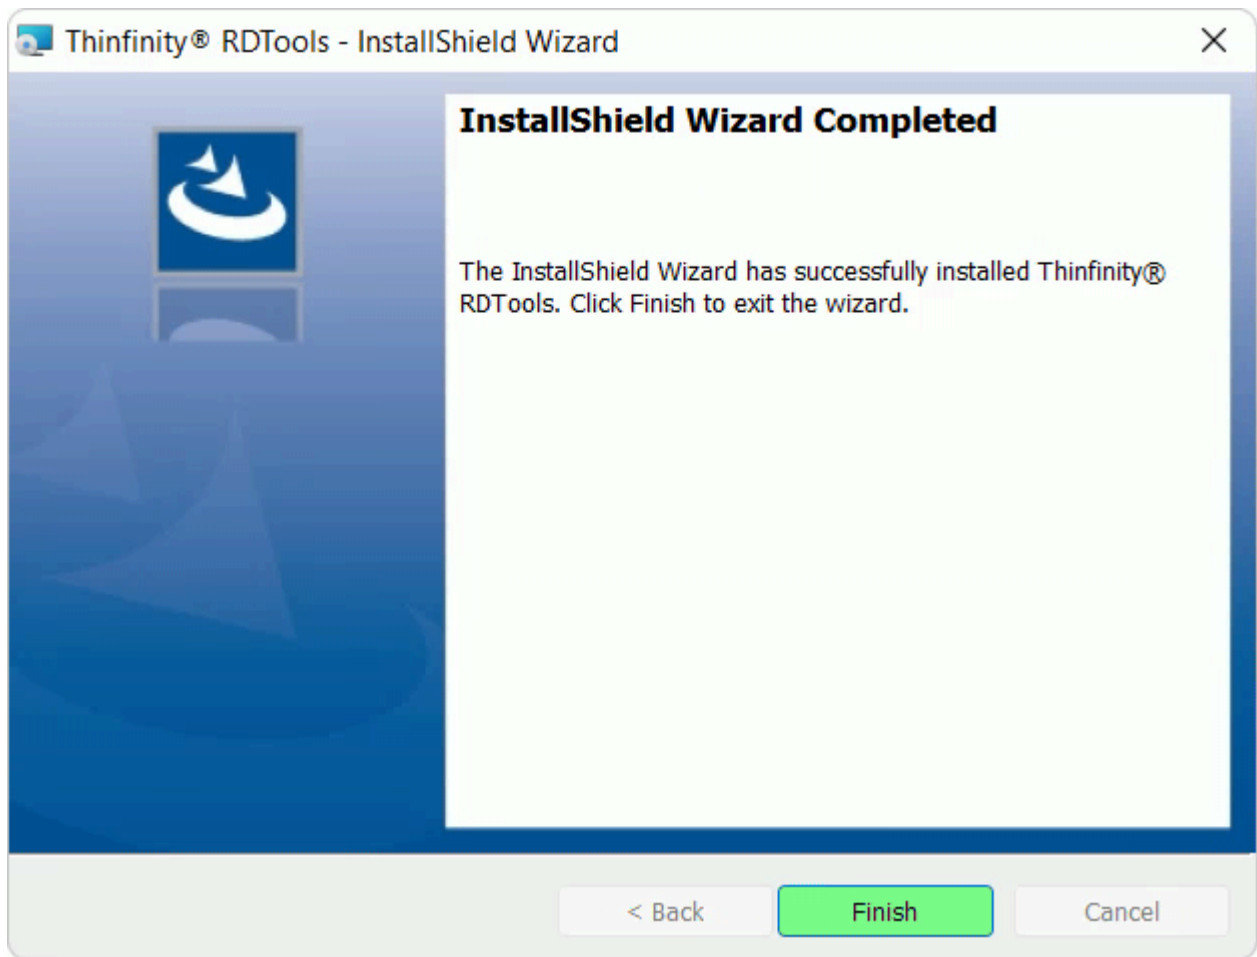 Thinfinity® RDTools - InstallShield Wizard
InstallShield Wizard Completed
The InstallShield Wizard has successfully installed Thinfinity®
RDTools. Click Finish to exit the wizard.
< Back
Finish
Cancel